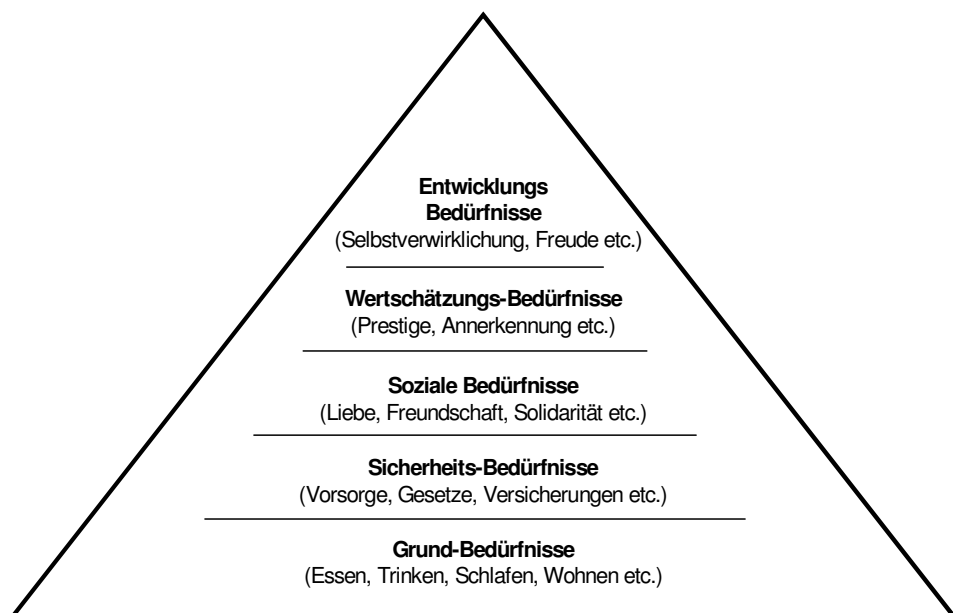 Entwicklungs
Bedürfnisse
(Selbstverwirklichung, Freude etc.)
Wertschätzungs-Bedürfnisse
(Prestige, Annerkennung etc.)
Soziale Bedürfnisse
(Liebe, Freundschaft, Solidarität etc.)
Sicherheits-Bedürfnisse
(Vorsorge, Gesetze, Versicherungen etc.)
Grund-Bedürfnisse
(Essen, Trinken, Schlafen, Wohnen etc.)